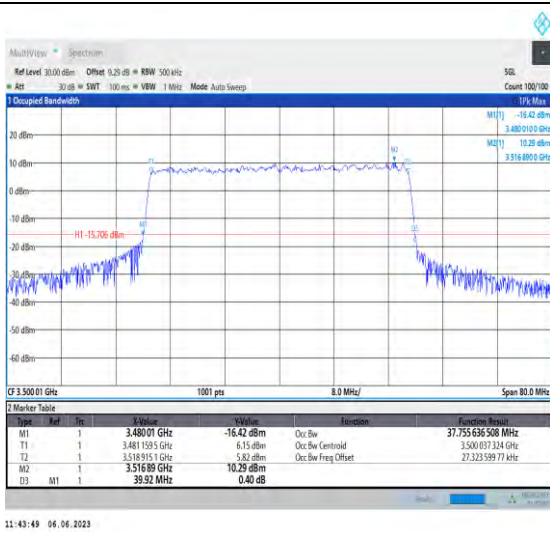 MultiView Spectrum
Ref Level 30.00 dBm Offset 9.29 dB RBW 500 kHz SGL
Att 30 dB SWT 100 ms VBW 1 MHz Mode Auto Sweep Count 100/100
1 Occupied Bandwidth 1Pk Max
M1[1] -16.42 dBm
3.480 010 0 GHz
M2[1] 10.29 dBm
3.516 890 0 GHz
20 dBm
M2
T1
10 dBm
0 dBm
-10 dBm
M1
H1 -15.706 dBm
-20 dBm
-30 dBm
-40 dBm
-50 dBm
-60 dBm
CF 3.500 01 GHz 1001 pts 8.0 MHz/ Span 80.0 MHz
2 Marker Table
Type Ref Trc X-Value Y-Value Function Function Result
M1 1 3.480 01 GHz -16.42 dBm Occ Bw 37.755 636 508 MHz
T1 1 3.481 159 5 GHz 6.15 dBm Occ Bw Centroid 3.500 037 324 GHz
T2 1 3.518 915 1 GHz 5.82 dBm Occ Bw Freq Offset 27.323 599 77 kHz
M2 1 3.516 89 GHz 10.29 dBm
D3 M1 1 39.92 MHz 0.40 dB
11:43:49 06.06.2023